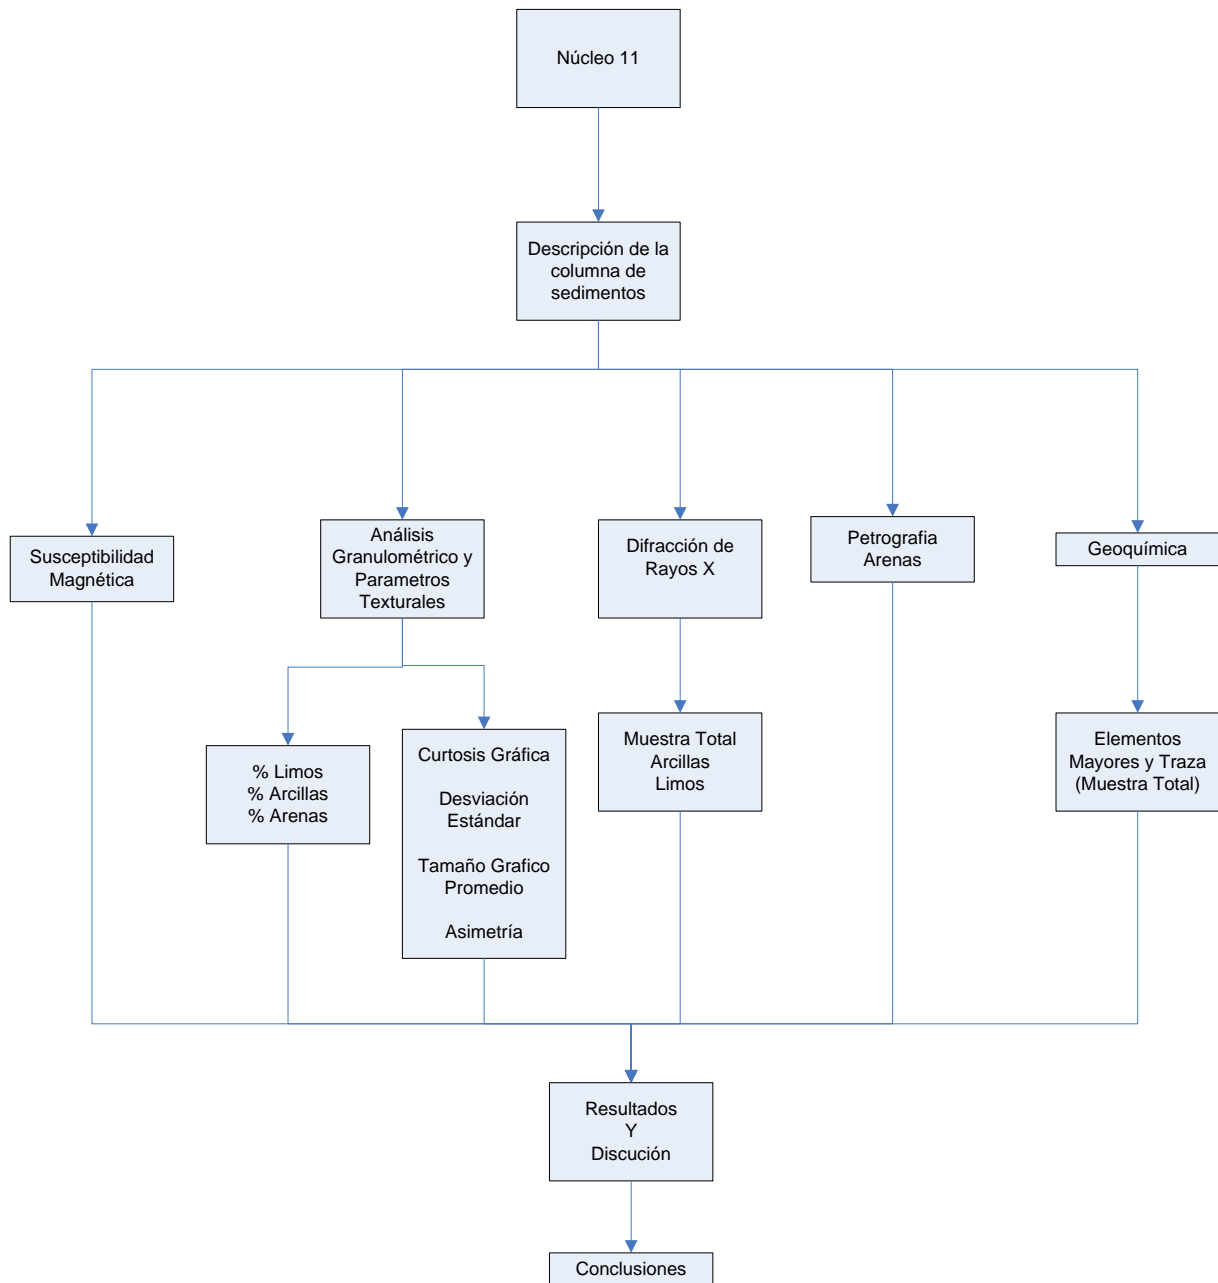 Núcleo 11
Descripción de la
columna de
sedimentos
Susceptibilidad
Magnética
Análisis
Granulométrico y
Parametros
Texturales
Difracción de
Rayos X
Petrografia
Arenas
Geoquímica
% Limos
% Arcillas
% Arenas
Curtosis Gráfica
Desviación
Estándar
Tamaño Grafico
Promedio
Asimetría
Muestra Total
Arcillas
Limos
Elementos
Mayores y Traza
(Muestra Total)
Resultados
Y
Discución
Conclusiones